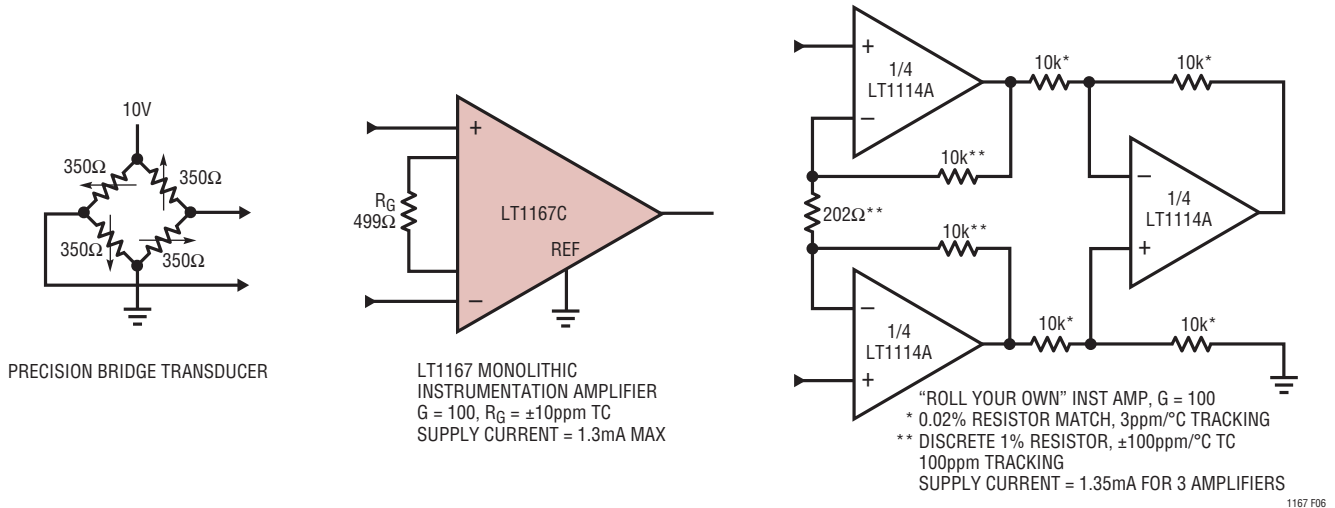 10V
350Ω
350Ω
350Ω
350Ω
PRECISION BRIDGE TRANSDUCER
+
RG
499Ω
LT1167C
REF
–
LT1167 MONOLITHIC
INSTRUMENTATION AMPLIFIER
G = 100, RG = ±10ppm TC
SUPPLY CURRENT = 1.3mA MAX
+
1/4
LT1114A
–
10k*
10k*
10k**
202Ω**
10k**
–
1/4
LT1114A
+
–
1/4
LT1114A
+
10k*
10k*
“ROLL YOUR OWN” INST AMP, G = 100
* 0.02% RESISTOR MATCH, 3ppm/°C TRACKING
** DISCRETE 1% RESISTOR, ±100ppm/°C TC
100ppm TRACKING
SUPPLY CURRENT = 1.35mA FOR 3 AMPLIFIERS
1167 F06